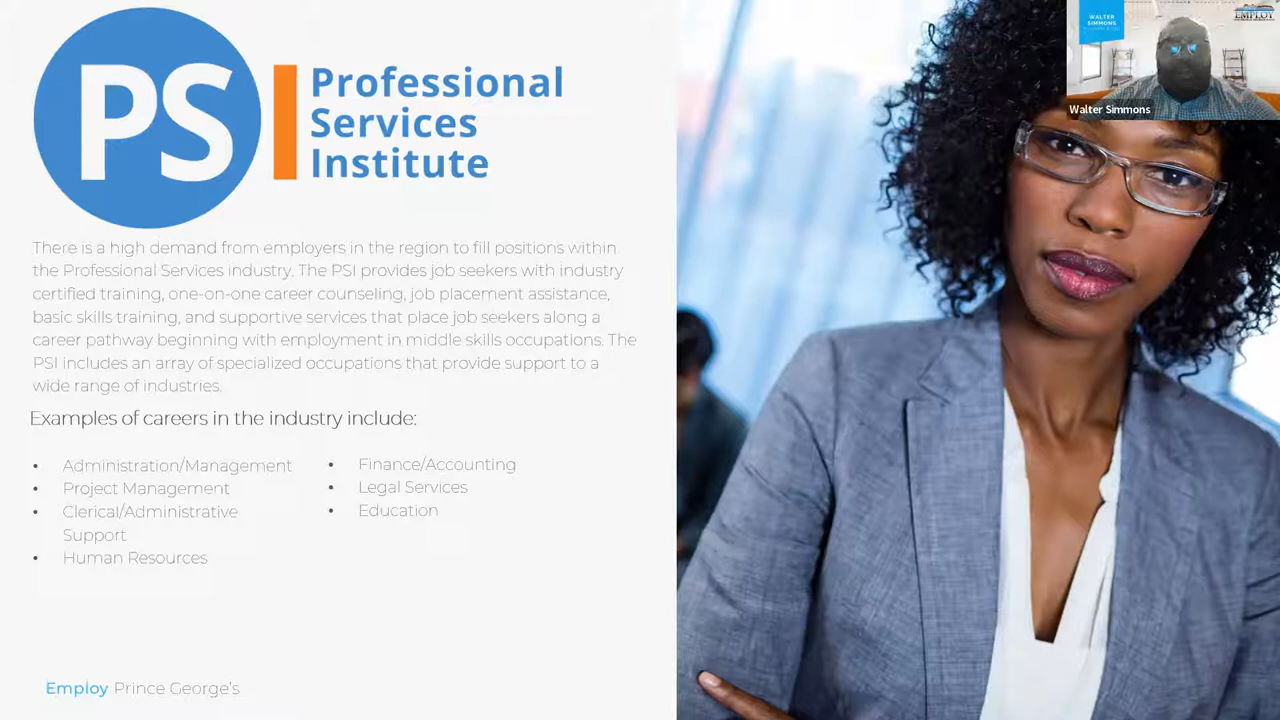 PS
Professional
Services
Institute
There is a high demand from employers in the region to fill positions within
the Professional Services industry. The PSI provides job seekers with industry
certified training, one-on-one career counseling, job placement assistance,
basic skills training, and supportive services that place job seekers along a
career pathway beginning with employment in middle skills occupations. The
PSI includes an array of specialized occupations that provide support to a
wide range of industries.
Examples of careers in the industry include:
• Administration/Management
• Project Management
• Clerical/Administrative
Support
• Human Resources
• Finance/Accounting
• Legal Services
• Education
Employ Prince George's
WALTER
SIMMONS
EMPLOY
Walter Simmons